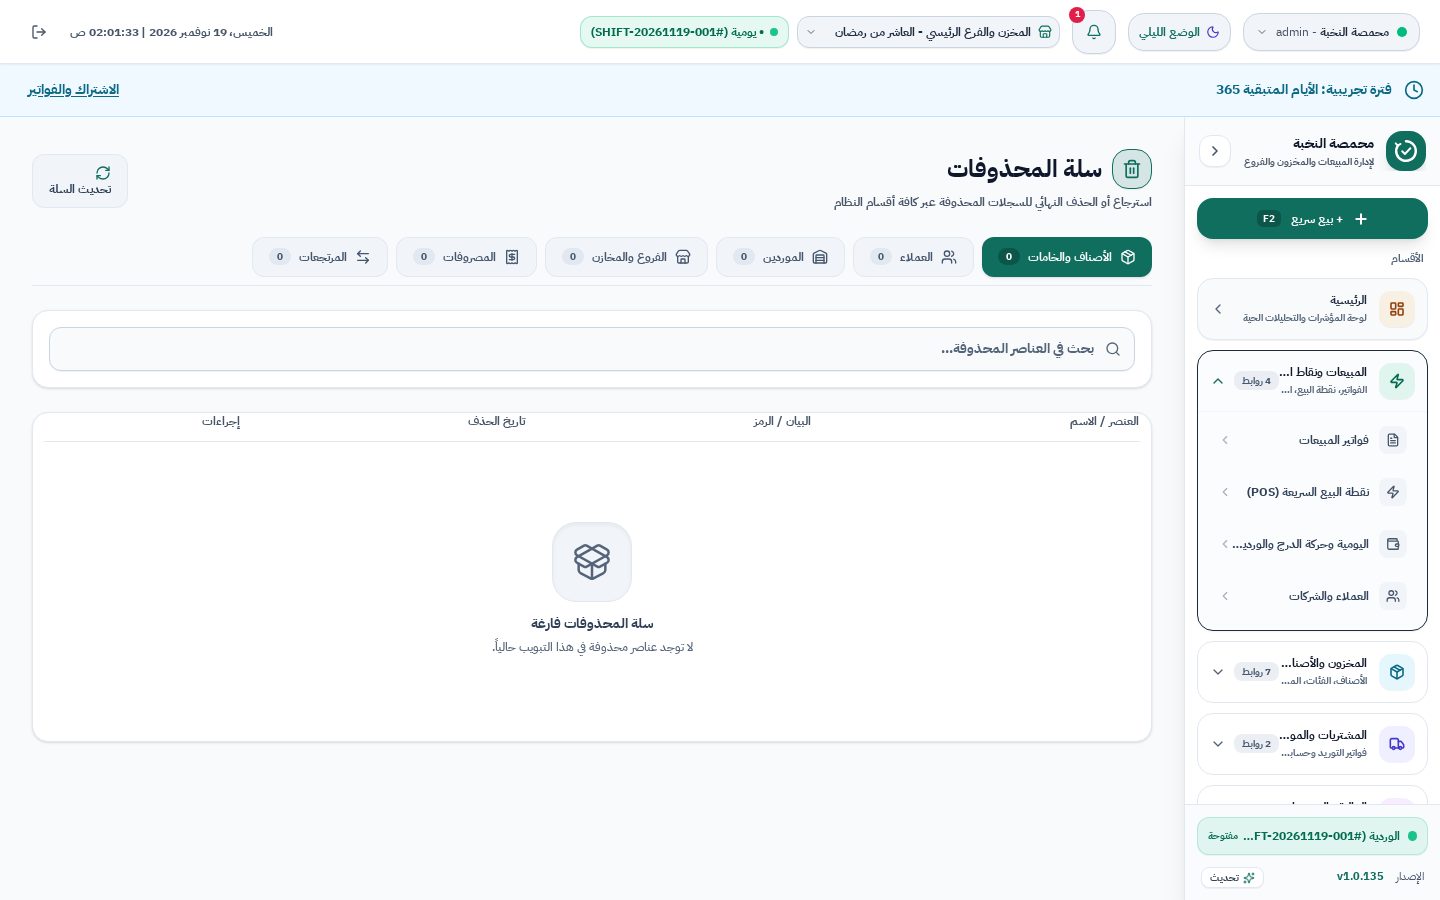 محمصة النخبة - admin
الوضع الليلي
1
المخزن والفرع الرئيسي - العاشر من رمضان
• يومية (#SHIFT-20261119-001)
الخميس، 19 نوفمبر 2026 | 02:01:33 ص
فترة تجريبية: الأيام المتبقية 365
الاشتراك والفواتير
محمصة النخبة
لإدارة المبيعات والمخزون والفروع
+ بيع سريع F2
الأقسام
الرئيسية
لوحة المؤشرات والتحليلات الحية
المبيعات ونقاط ا...
4 روابط
الفواتير، نقطة البيع، ا...
فواتير المبيعات
نقطة البيع السريعة (POS)
اليومية وحركة الدرج والورديـ...
العملاء والشركات
المخزون والأصنا...
7 روابط
الأصناف، الفئات، المـ...
المشتريات والمو...
2 روابط
فواتير التوريد وحسابـ...
الوردية (#FT-20261119-001...
مفتوحة
الإصدار v1.0.135
تحديث
سلة المحذوفات
استرجاع أو الحذف النهائي للسجلات المحذوفة عبر كافة أقسام النظام
تحديث السلة
الأصناف والخامات 0
العملاء 0
الموردين 0
الفروع والمخازن 0
المصروفات 0
المرتجعات 0
بحث في العناصر المحذوفة...
العنصر / الاسم
البيان / الرمز
تاريخ الحذف
إجراءات
سلة المحذوفات فارغة
لا توجد عناصر محذوفة في هذا التبويب حالياً.